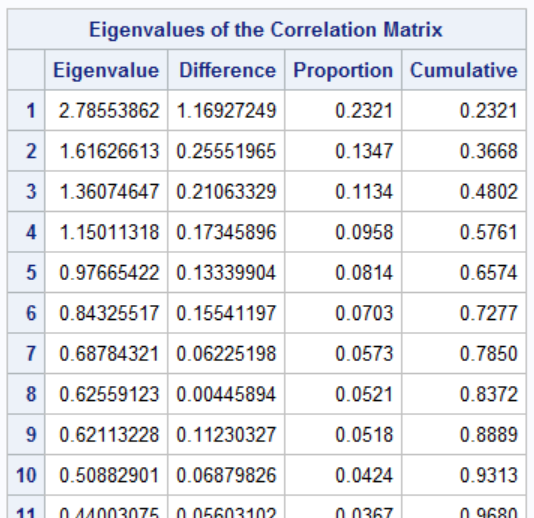 Eigenvalues of the Correlation Matrix
Eigenvalue Difference Proportion Cumulative
1 2.78553862 1.16927249 0.2321 0.2321
2 1.61626613 0.25551965 0.1347 0.3668
3 1.36074647 0.21063329 0.1134 0.4802
4 1.15011318 0.17345896 0.0958 0.5761
5 0.97665422 0.13339904 0.0814 0.6574
6 0.84325517 0.15541197 0.0703 0.7277
7 0.68784321 0.06225198 0.0573 0.7850
8 0.62559123 0.00445894 0.0521 0.8372
9 0.62113228 0.11230327 0.0518 0.8889
10 0.50882901 0.06879826 0.0424 0.9313
11 0.44003075 0.05603102 0.0367 0.9680